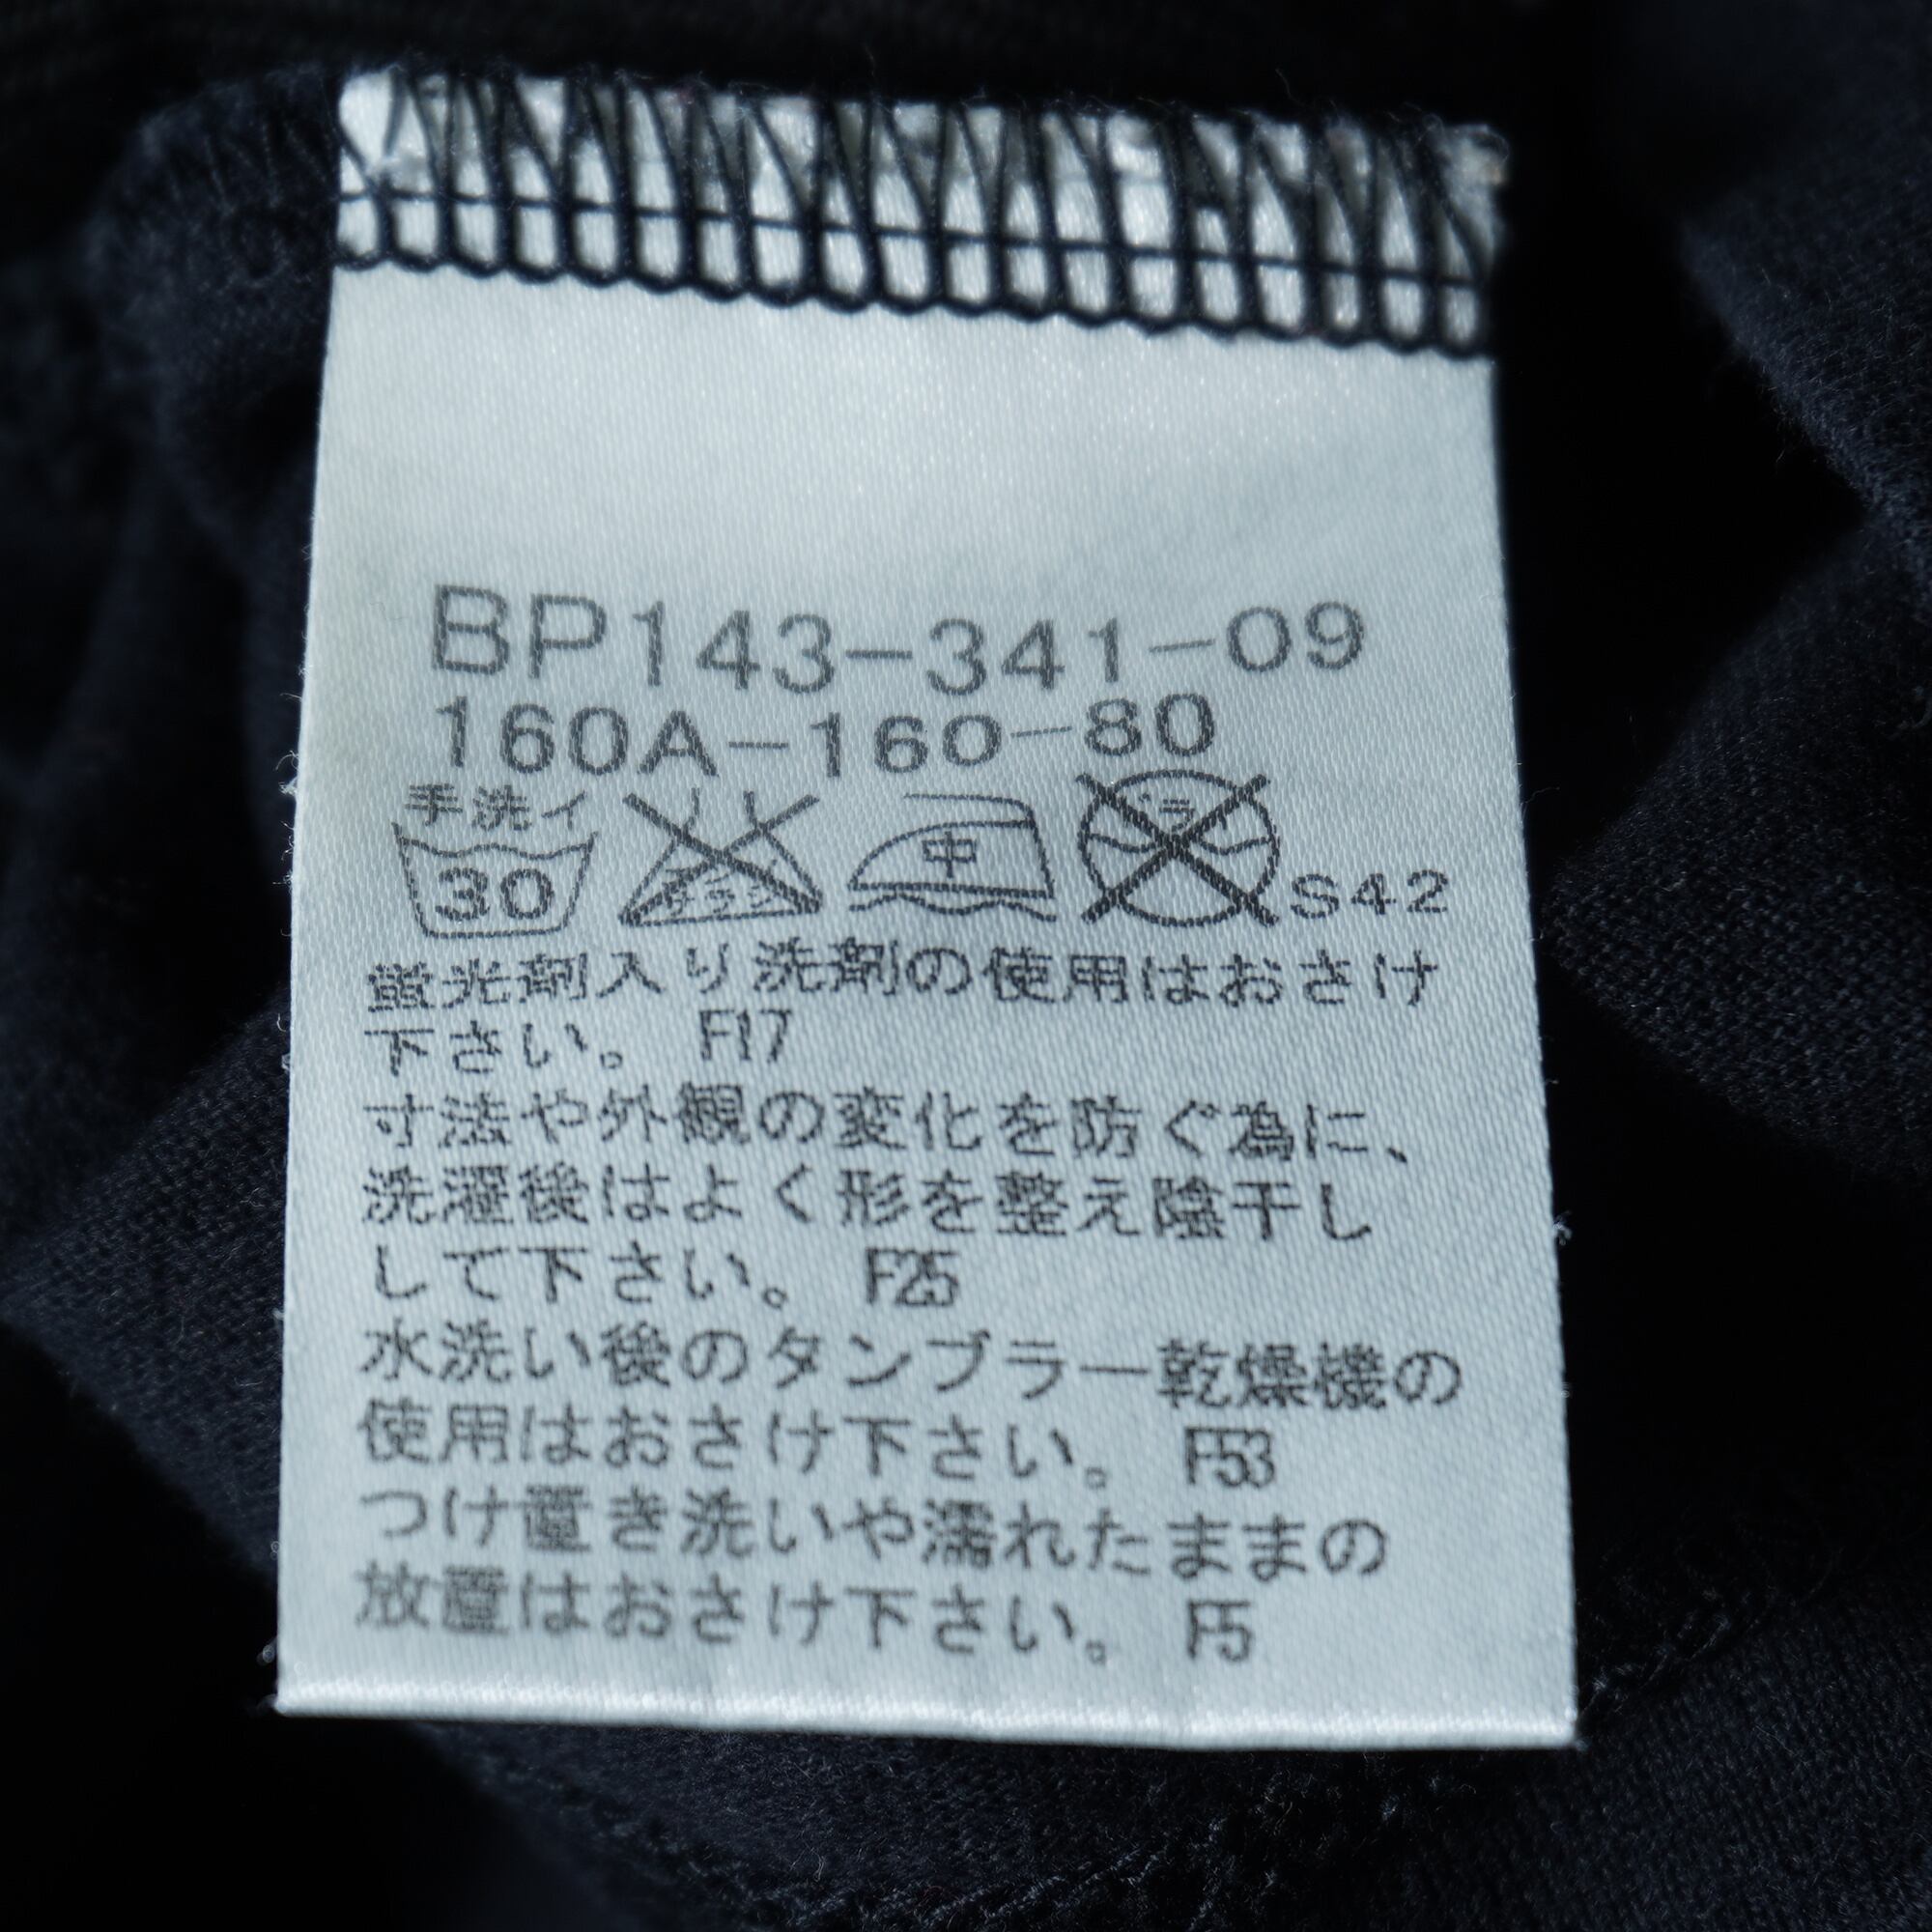 BP143-341-09
160A-160-80
手洗イ
30
中
S42
蛍光剤入り洗剤の使用はおさけ
下さい。 F17
寸法や外観の変化を防ぐ為に、
洗濯後はよく形を整え陰干し
して下さい。 F25
水洗い後のタンブラー乾燥機の
使用はおさけ下さい。 F53
つけ置き洗いや濡れたままの
放置はおさけ下さい。 F5